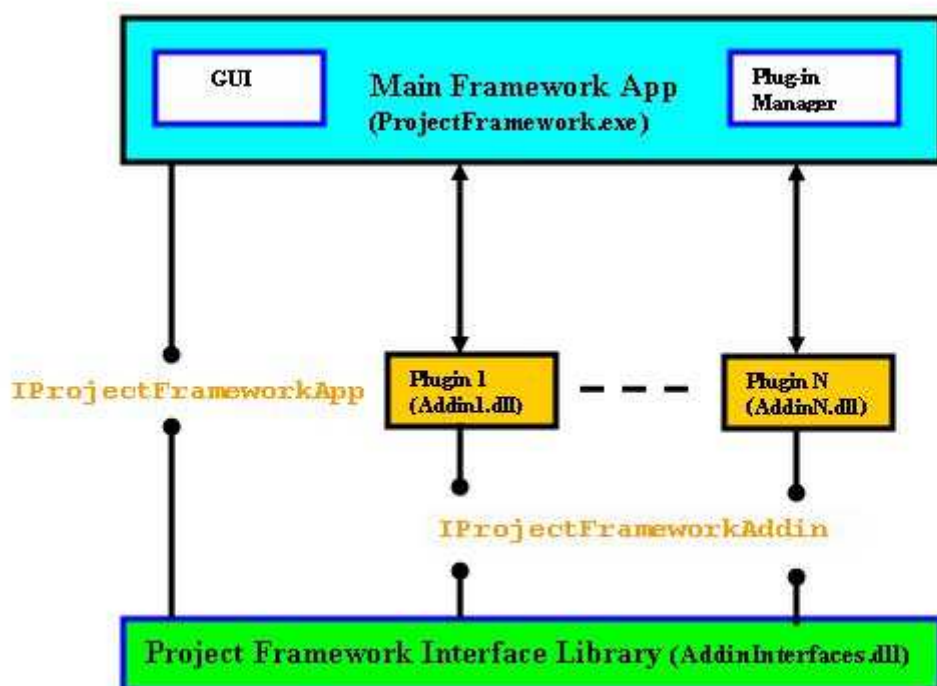 GUI
Main Framework App
(ProjectFramework.exe)
Plug-in
Manager
IProjectFrameworkApp
Plugin 1
(Addin1.dll)
Plugin N
(AddinN.dll)
IProjectFrameworkAddin
Project Framework Interface Library (AddinInterfaces.dll)